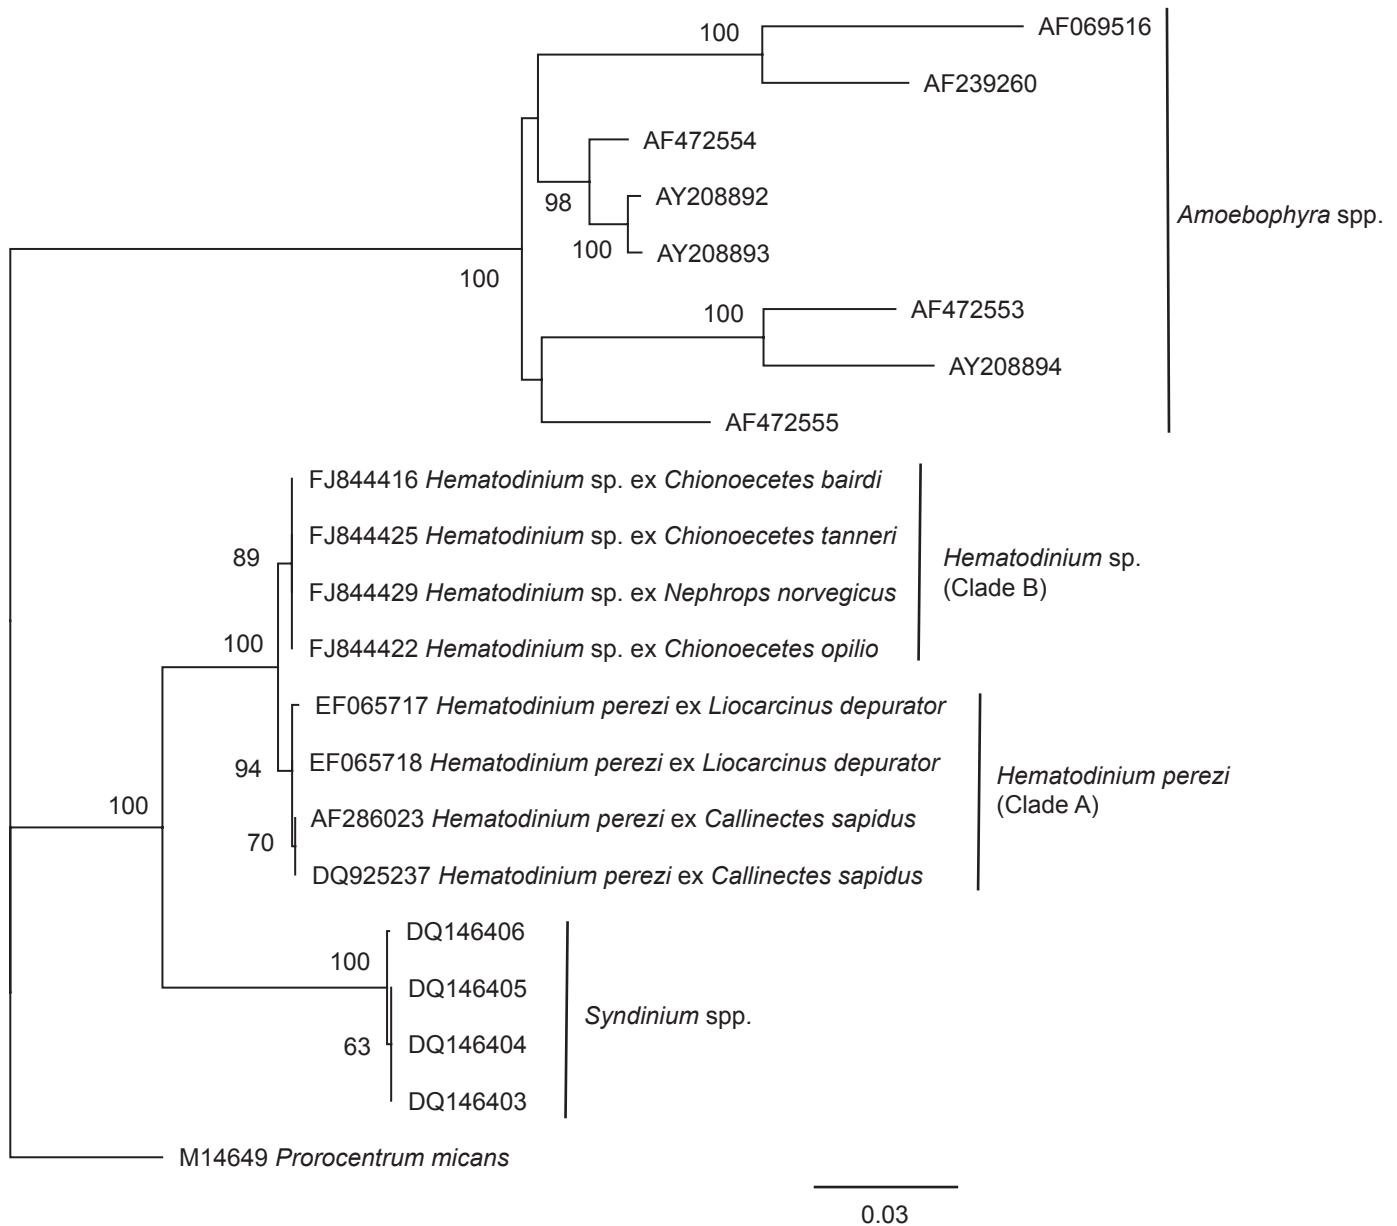 100
AF069516
AF239260
AF472554
AY208892
98
100
AY208893
Amoebophyra spp.
100
100
AF472553
AY208894
AF472555
FJ844416 Hematodinium sp. ex Chionoecetes bairdi
FJ844425 Hematodinium sp. ex Chionoecetes tanneri
89
Hematodinium sp.
(Clade B)
FJ844429 Hematodinium sp. ex Nephrops norvegicus
100
FJ844422 Hematodinium sp. ex Chionoecetes opilio
EF065717 Hematodinium perezi ex Liocarcinus depurator
94
EF065718 Hematodinium perezi ex Liocarcinus depurator
Hematodinium perezi
(Clade A)
100
AF286023 Hematodinium perezi ex Callinectes sapidus
70
DQ925237 Hematodinium perezi ex Callinectes sapidus
DQ146406
100
DQ146405
Syndinium spp.
63
DQ146404
DQ146403
M14649 Prorocentrum micans
0.03